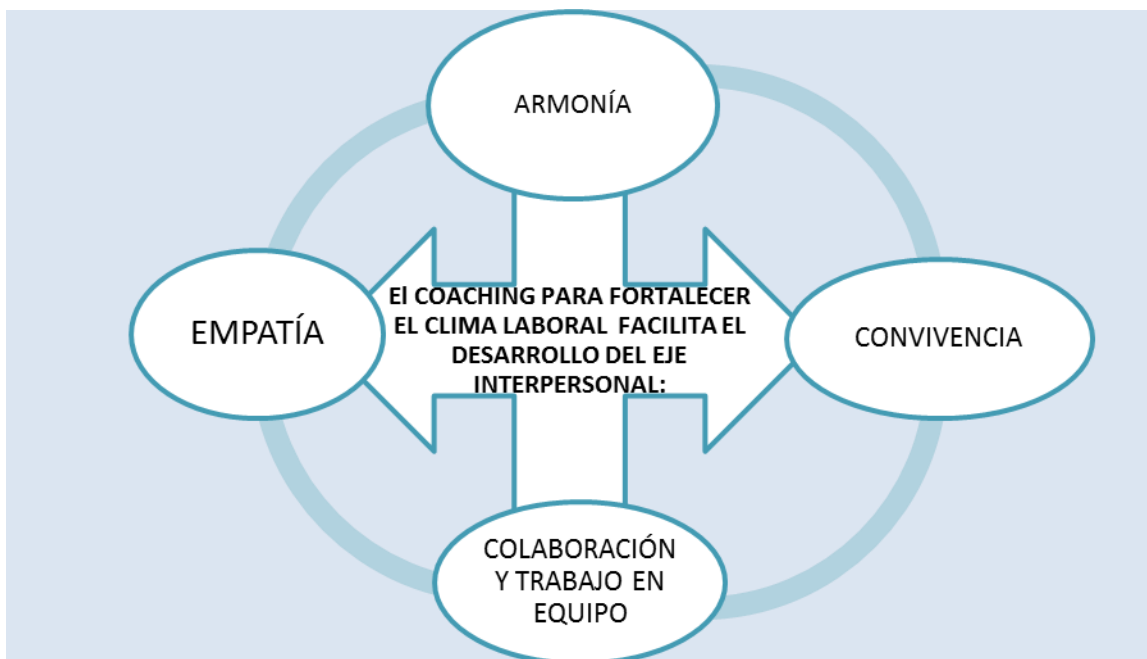 ARMONÍA
El COACHING PARA FORTALECER
EL CLIMA LABORAL FACILITA EL
DESARROLLO DEL EJE
INTERPERSONAL:
EMPATÍA
CONVIVENCIA
COLABORACIÓN
Y TRABAJO EN
EQUIPO